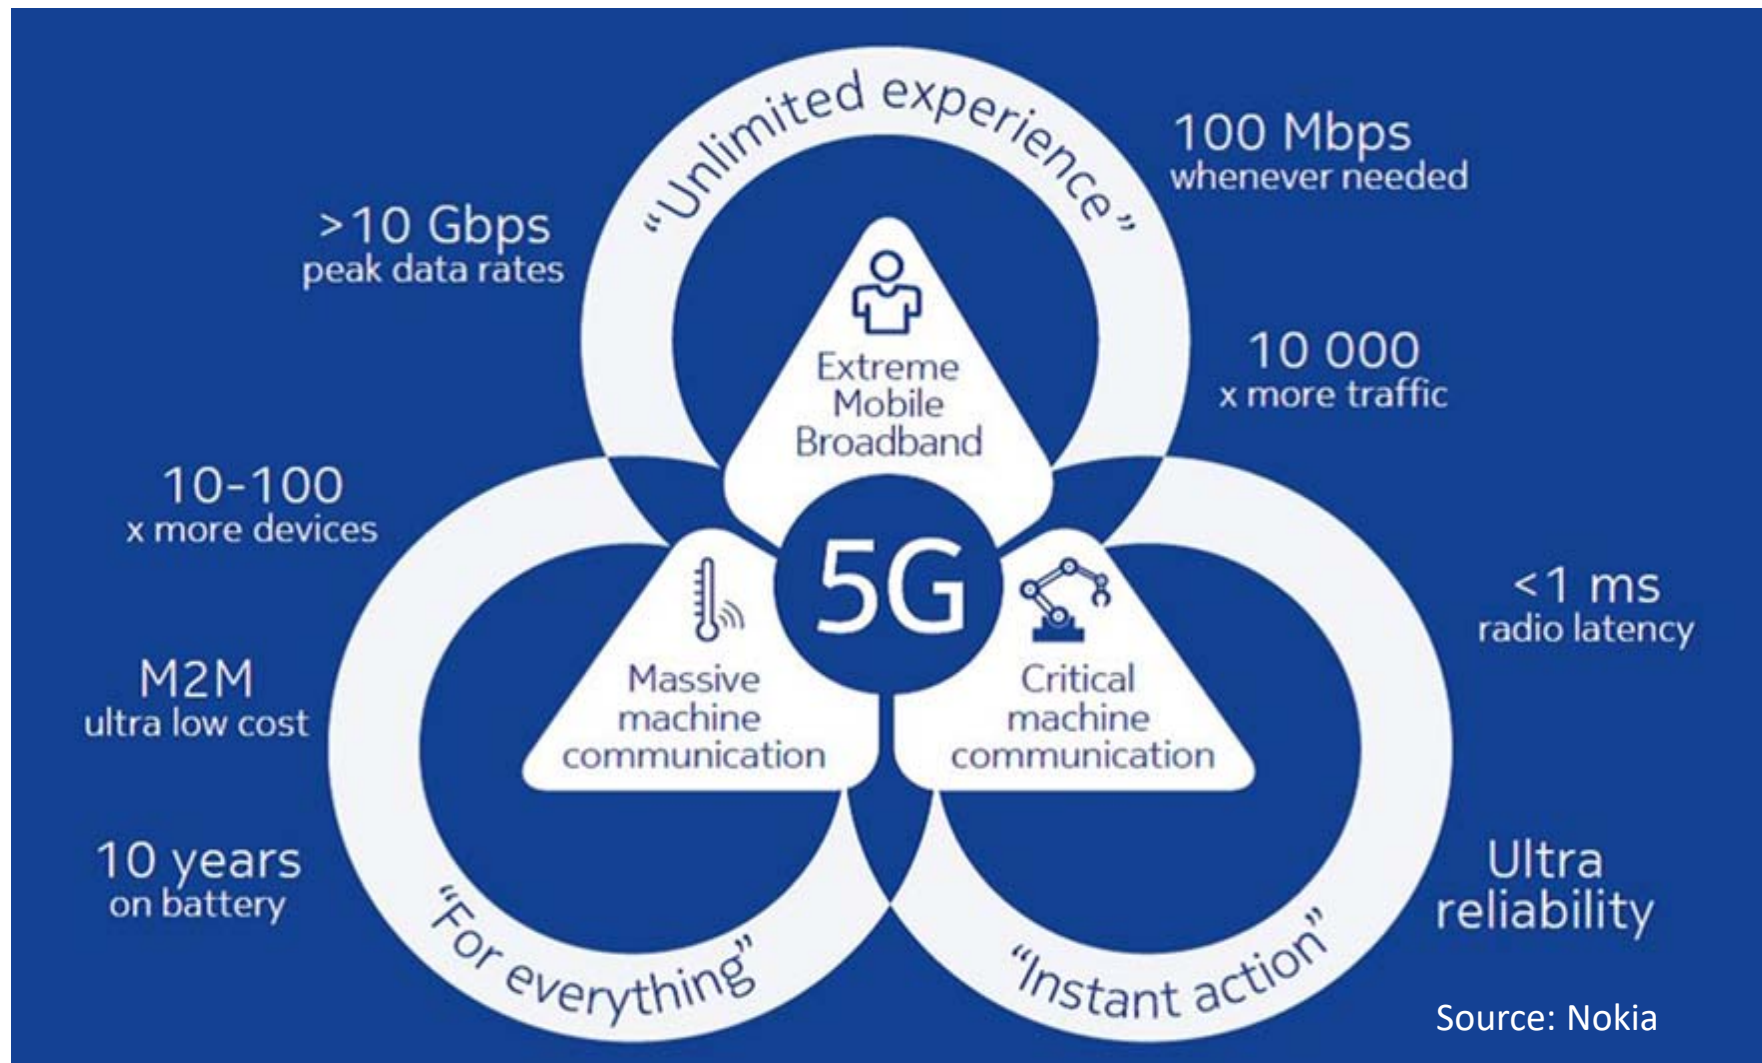 “Unlimited experience”
>10 Gbps
peak data rates
100 Mbps
whenever needed
10 000
x more traffic
Extreme
Mobile
Broadband
5G
10-100
x more devices
M2M
ultra low cost
10 years
on battery
Massive
machine
communication
“For everything”
Critical
machine
communication
<1 ms
radio latency
Ultra
reliability
“Instant action”
Source: Nokia